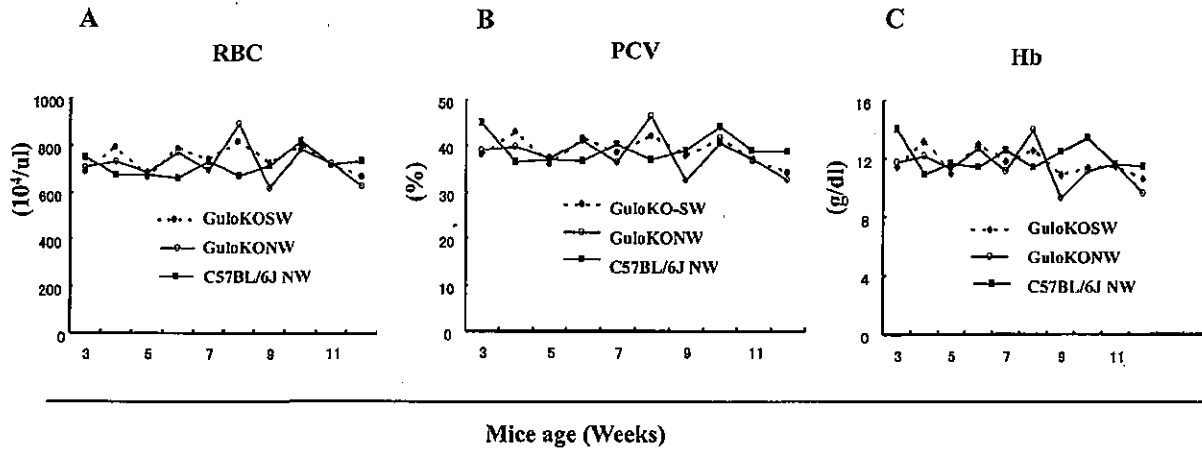 A
RBC
1000
800
600
400
200
0
(10⁴/ul)
GuloKOSW
GuloKONW
C57BL/6J NW
3 5 7 9 11
B
PCV
50
40
30
20
10
0
(%)
GuloKO-SW
GuloKONW
C57BL/6J NW
3 5 7 9 11
C
Hb
16
12
8
4
0
(g/dl)
GuloKOSW
GuloKONW
C57BL/6J NW
3 5 7 9 11
Mice age (Weeks)